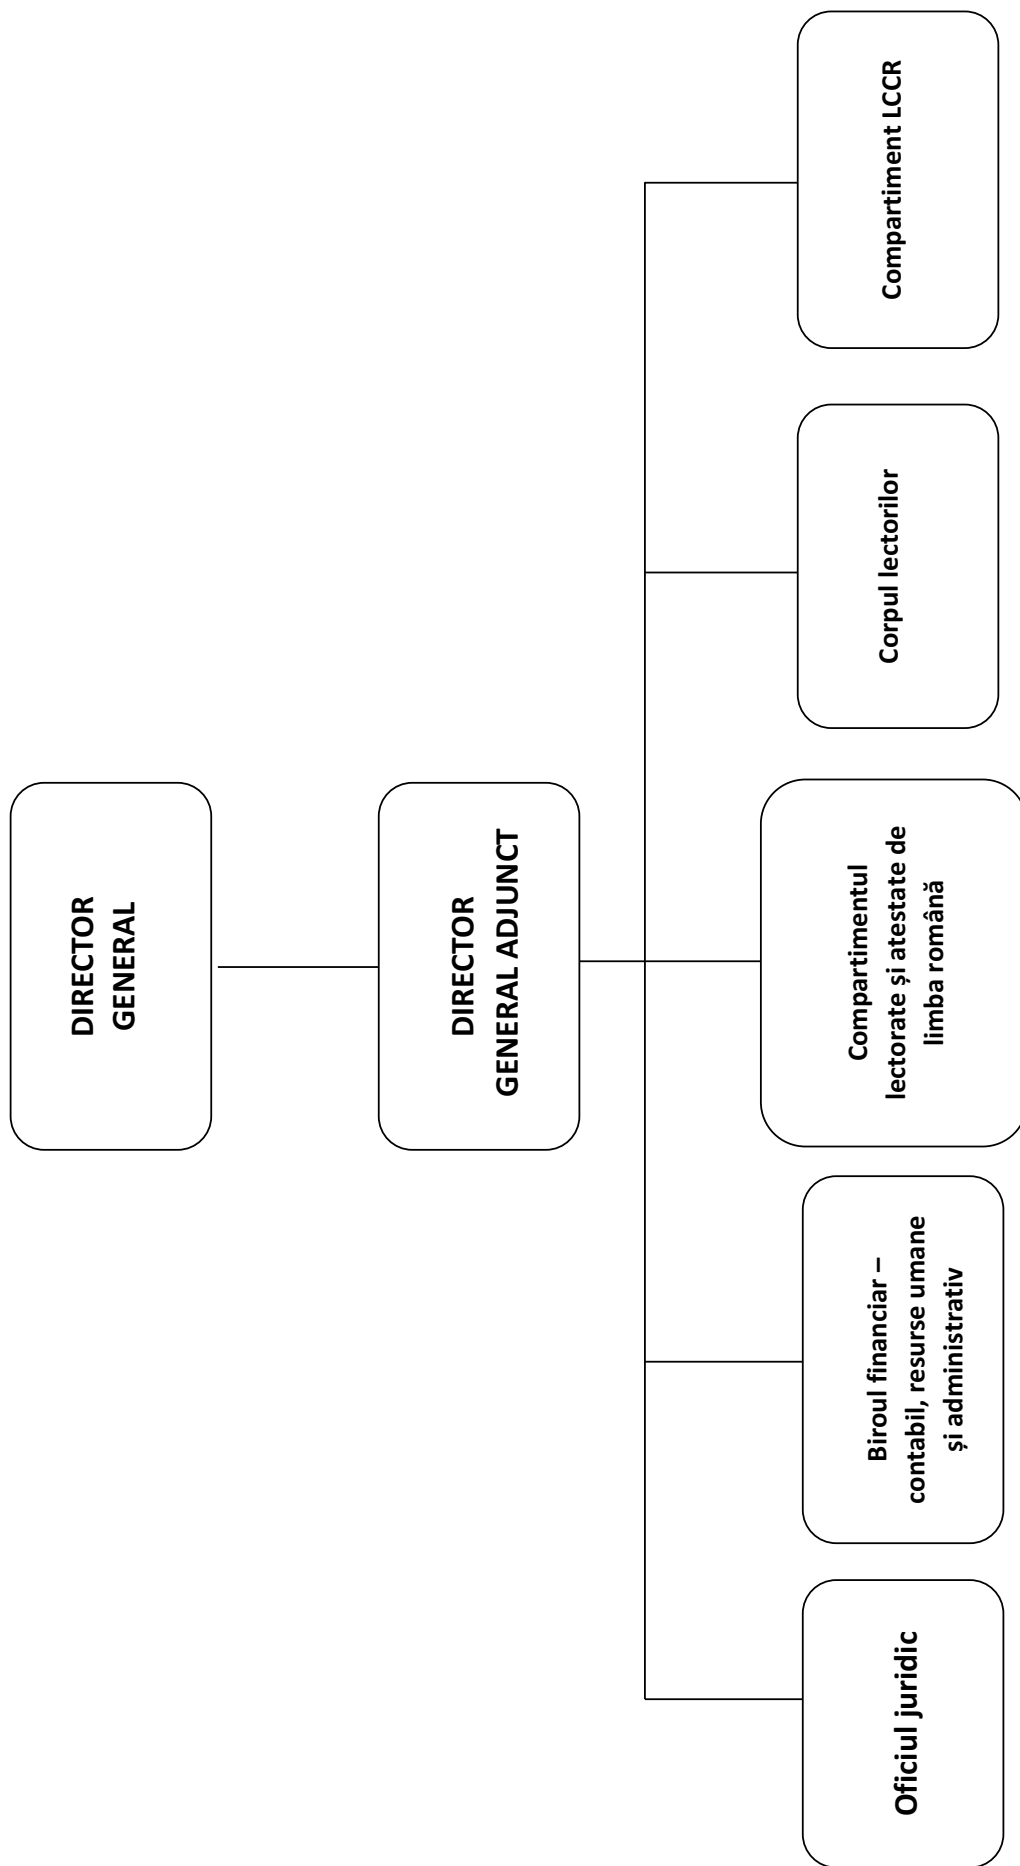 DIRECTOR
GENERAL
DIRECTOR
GENERAL ADJUNCT
Oficiul juridic
Biroul financiar –
contabil, resurse umane
și administrativ
Compartimentul
lectorate și atestate de
limba română
Corpul lectorilor
Compartiment LCCR